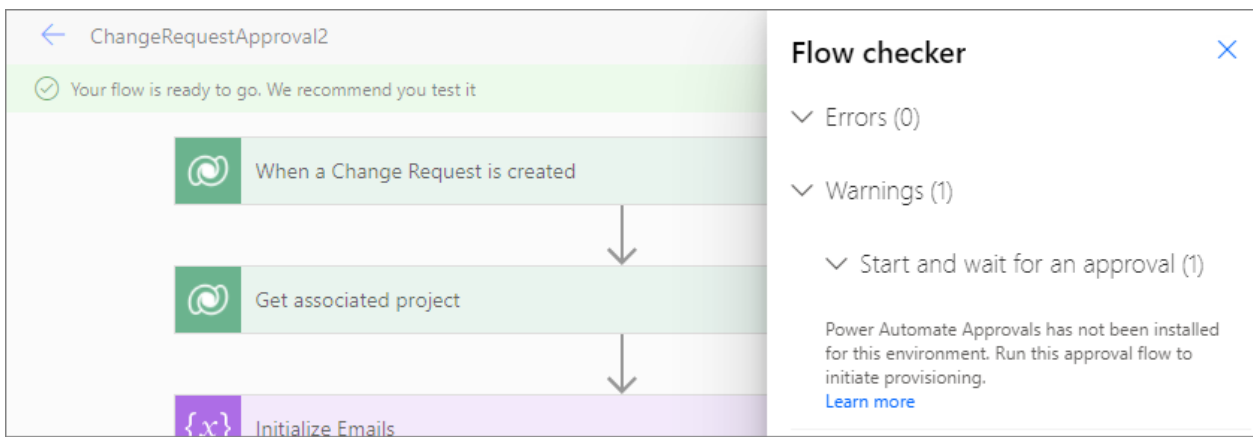 ChangeRequestApproval2
Your flow is ready to go. We recommend you test it
When a Change Request is created
Get associated project
{x}
Initialize Emails
Flow checker
Errors (0)
Warnings (1)
Start and wait for an approval (1)
Power Automate Approvals has not been installed
for this environment. Run this approval flow to
initiate provisioning.
Learn more